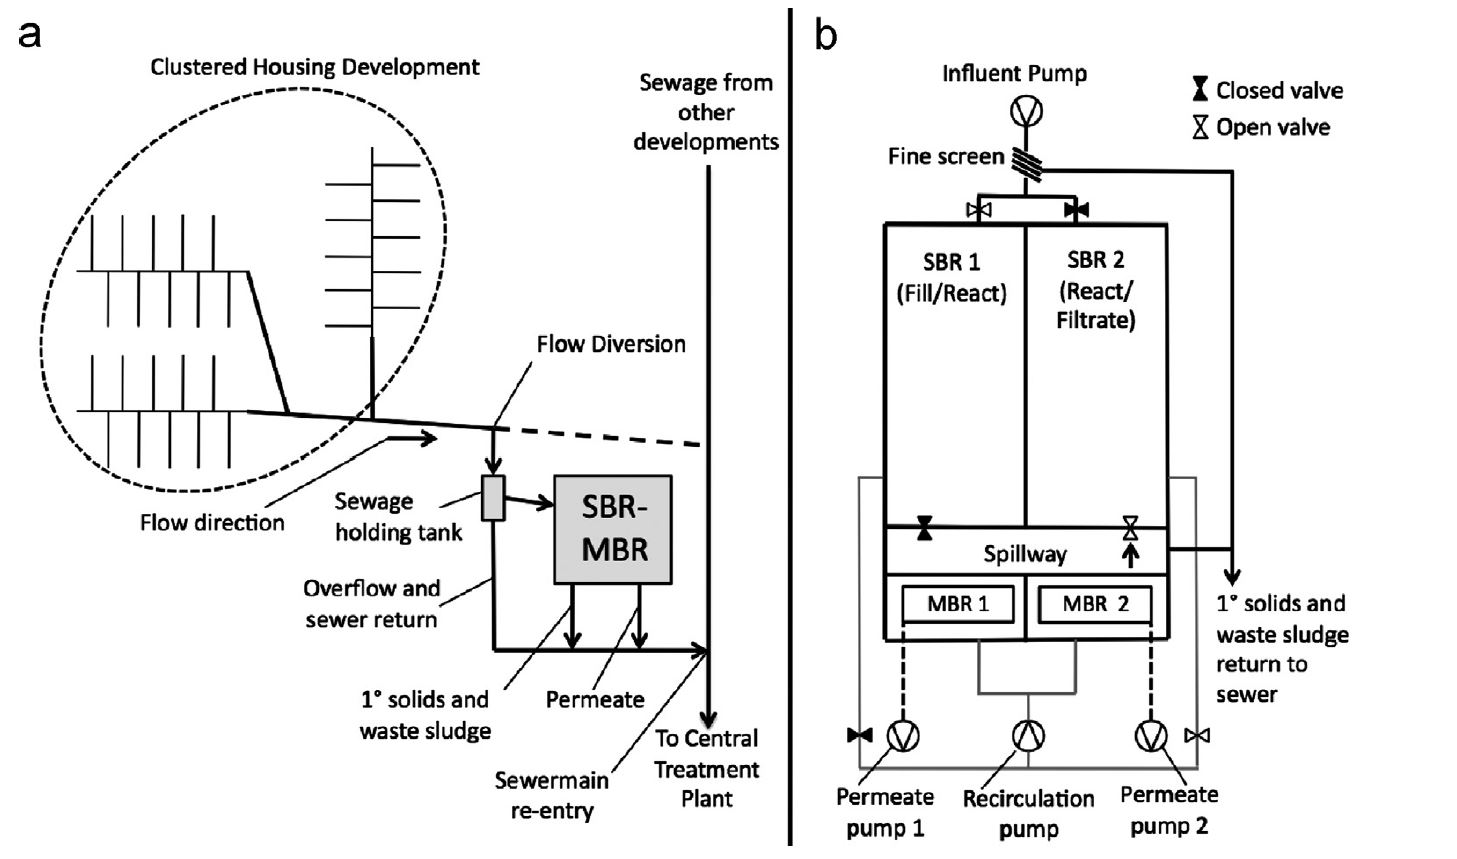 a
Clustered Housing Development
Sewage from
other
developments
Flow Diversion
Flow direction
Sewage
holding tank
SBR-
MBR
Overflow and
sewer return
1° solids and
waste sludge
Permeate
Sewermain
re-entry
To Central
Treatment
Plant
b
Influent Pump
Closed valve
Open valve
Fine screen
SBR 1
(Fill/React)
SBR 2
(React/
Filtrate)
Spillway
MBR 1
MBR 2
1° solids and
waste sludge
return to
sewer
Permeate
pump 1
Recirculation
pump
Permeate
pump 2